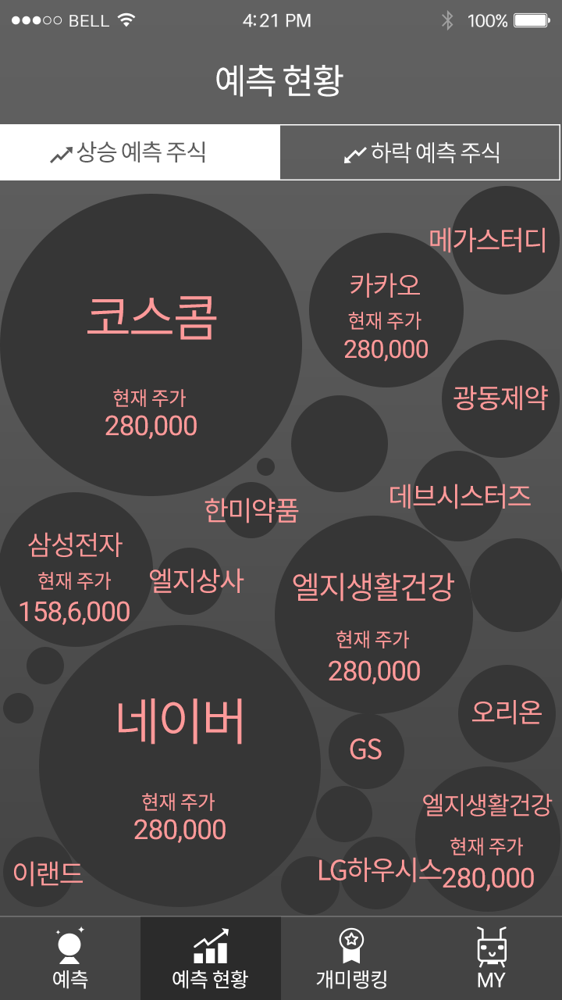 BELL 4:21 PM 100%
예측 현황
상승 예측 주식
하락 예측 주식
메가스터디
카카오
현재 주가
280,000
코스콤
현재 주가
280,000
광동제약
데브시스터즈
한미약품
삼성전자
현재 주가
158,6,000
엘지상사
엘지생활건강
현재 주가
280,000
네이버
현재 주가
280,000
오리온
GS
엘지생활건강
현재 주가
280,000
LG하우시스
이랜드
예측
예측 현황
개미랭킹
MY